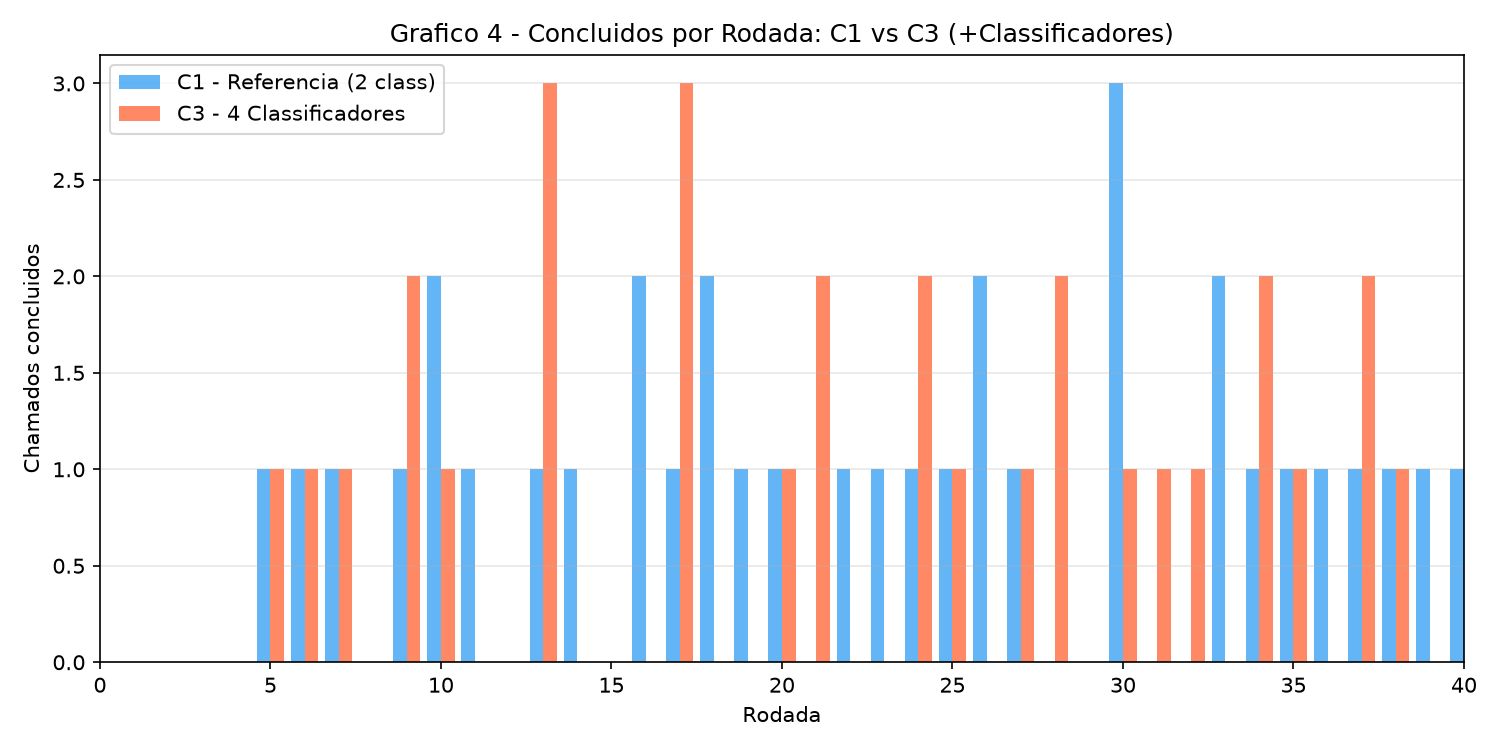 Grafico 4 - Concluidos por Rodada: C1 vs C3 (+Classificadores)
C1 - Referencia (2 class)
C3 - 4 Classificadores
Chamados concluidos
3.0
2.5
2.0
1.5
1.0
0.5
0.0
0 5 10 15 20 25 30 35 40
Rodada